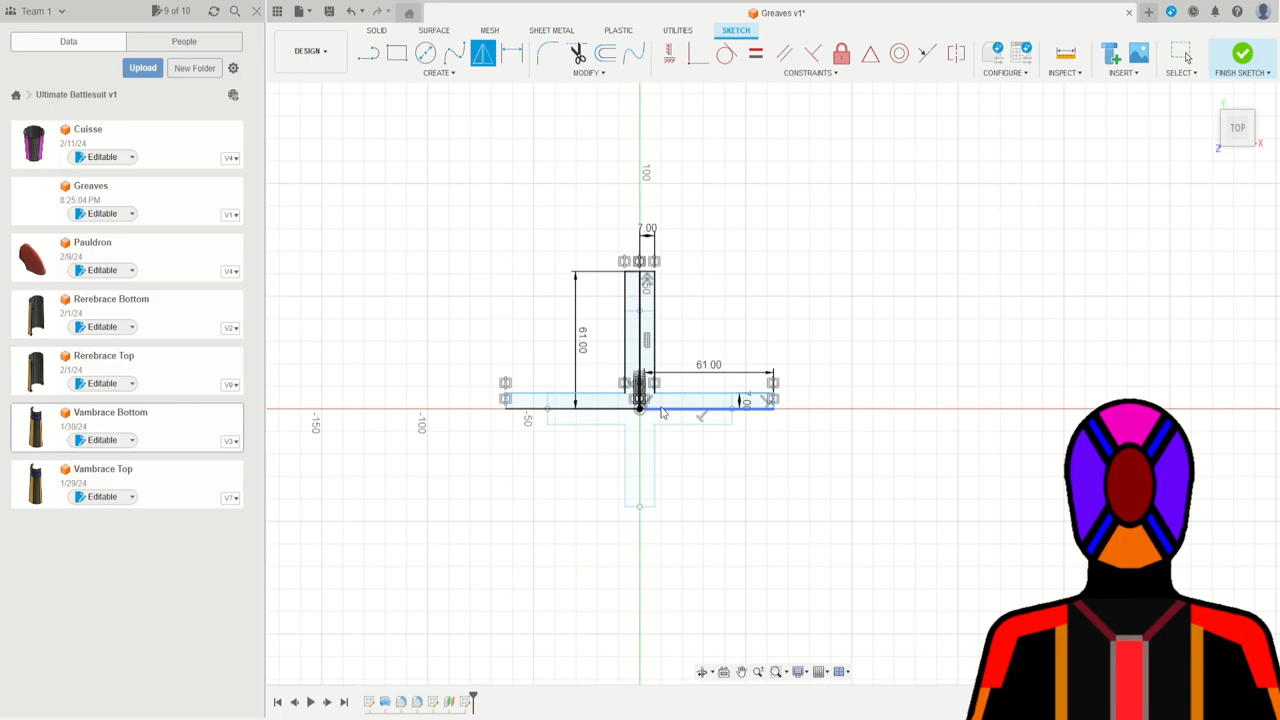 Team 1
9 of 10
Greaves v1*
Data
People
Upload
New Folder
Ultimate Battlesuit v1
Cuisse
2/11/24
Editable
V4
Greaves
8:25:04 PM
Editable
V1
Pauldron
2/9/24
Editable
V4
Rerebrace Bottom
2/1/24
Editable
V2
Rerebrace Top
2/1/24
Editable
V9
Vambrace Bottom
1/30/24
Editable
V3
Vambrace Top
1/29/24
Editable
V7
SOLID
SURFACE
MESH
SHEET METAL
PLASTIC
UTILITIES
SKETCH
DESIGN
CREATE
MODIFY
CONSTRAINTS
CONFIGURE
INSPECT
INSERT
SELECT
FINISH SKETCH
Y
TOP
X
Z
100
7.00
50
61.00
61.00
7.00
-150
-100
-50